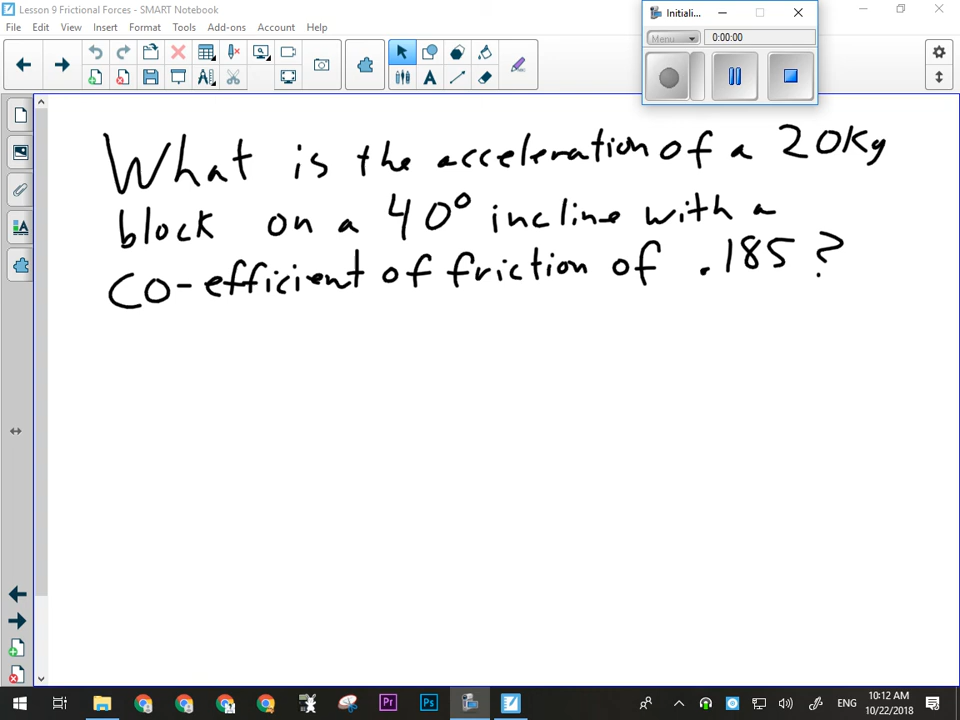 Lesson 9 Frictional Forces - SMART Notebook
Initiali...
File Edit View Insert Format Tools Add-ons Account Help
Menu 0:00:00
What is the acceleration of a 20Kg
block on a 40° incline with a
co-efficient of friction of .185?
ENG
10:12 AM
10/22/2018